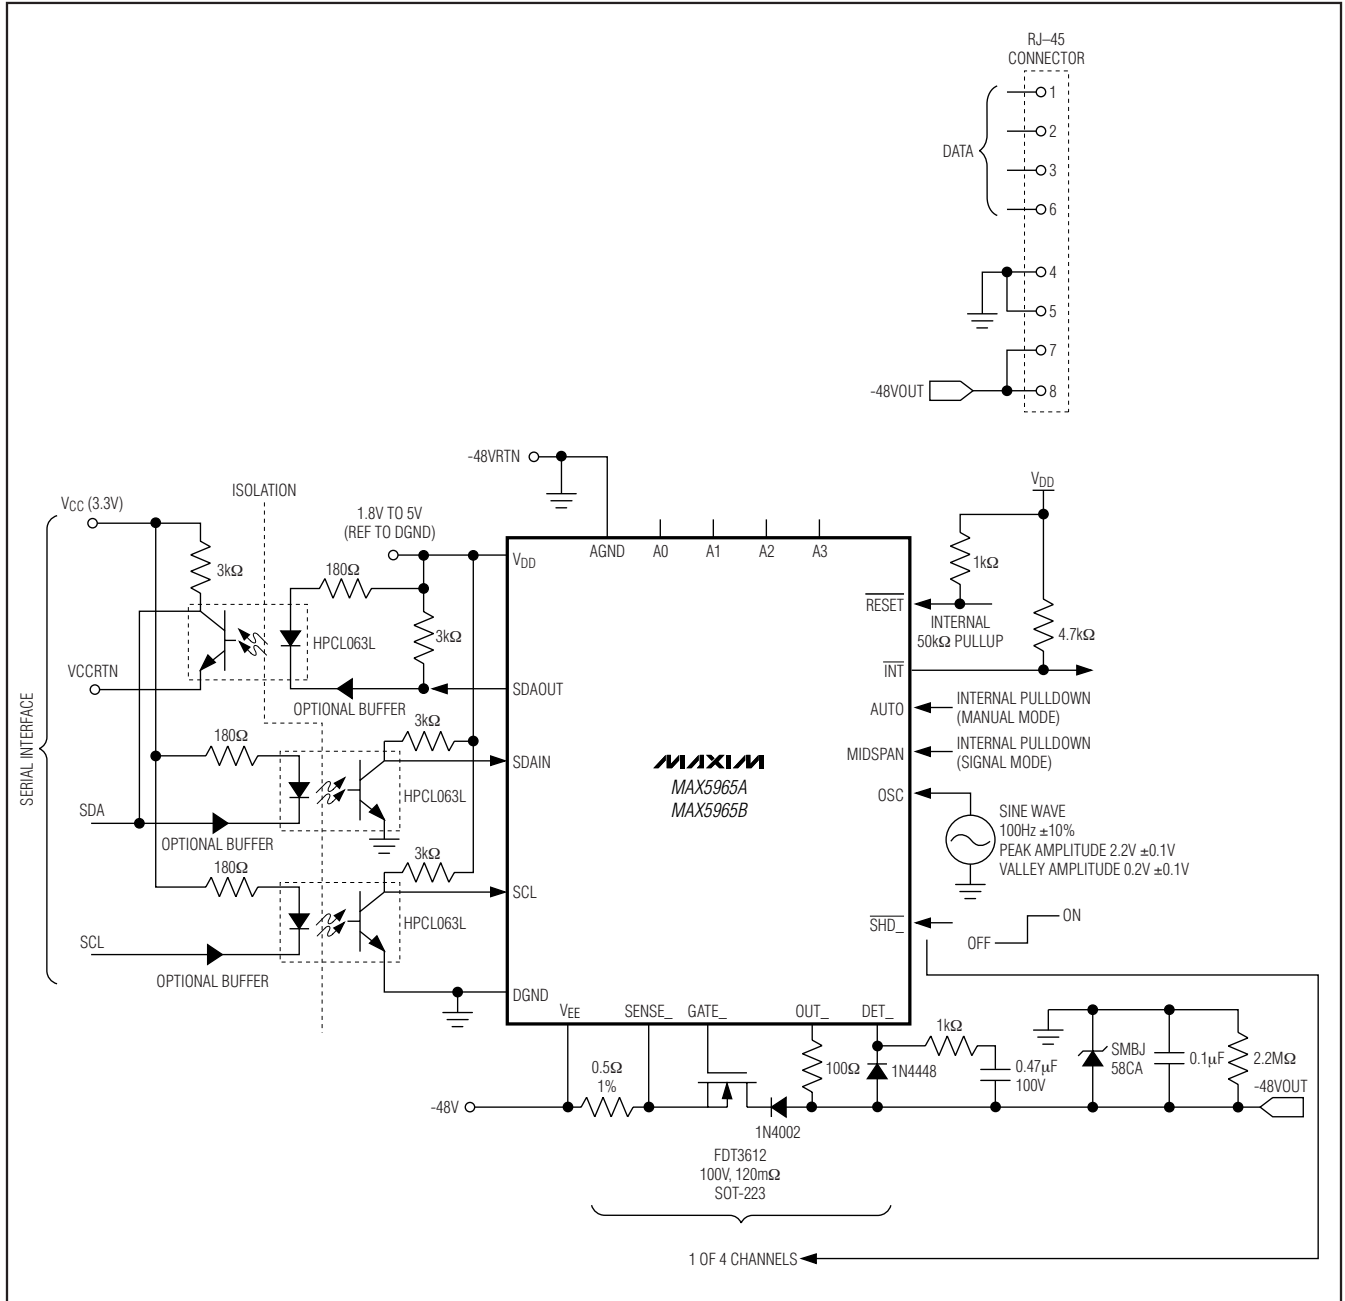 RJ–45
CONNECTOR
1
2
DATA
3
6
4
5
7
-48VOUT
8
-48VRTN
ISOLATION
VCC (3.3V)
1.8V TO 5V
(REF TO DGND)
VDD
AGND
A0
A1
A2
A3
VDD
3kΩ
180Ω
1kΩ
RESET
INTERNAL
50kΩ PULLUP
HPCL063L
3kΩ
4.7kΩ
VCCRTN
INT
SDAOUT
OPTIONAL BUFFER
AUTO
INTERNAL PULLDOWN
(MANUAL MODE)
SERIAL INTERFACE
180Ω
3kΩ
SDAIN
MIDSPAN
INTERNAL PULLDOWN
(SIGNAL MODE)
MAXIM
MAX5965A
MAX5965B
HPCL063L
OSC
SDA
SINE WAVE
100Hz ±10%
PEAK AMPLITUDE 2.2V ±0.1V
VALLEY AMPLITUDE 0.2V ±0.1V
OPTIONAL BUFFER
180Ω
3kΩ
SCL
HPCL063L
SHD_
ON
OFF
SCL
OPTIONAL BUFFER
DGND
VEE
SENSE_
GATE_
OUT_
DET_
1kΩ
0.5Ω
1%
100Ω
1N4448
0.47µF
100V
SMBJ
58CA
0.1µF
2.2MΩ
-48VOUT
-48V
1N4002
FDT3612
100V, 120mΩ
SOT-223
1 OF 4 CHANNELS